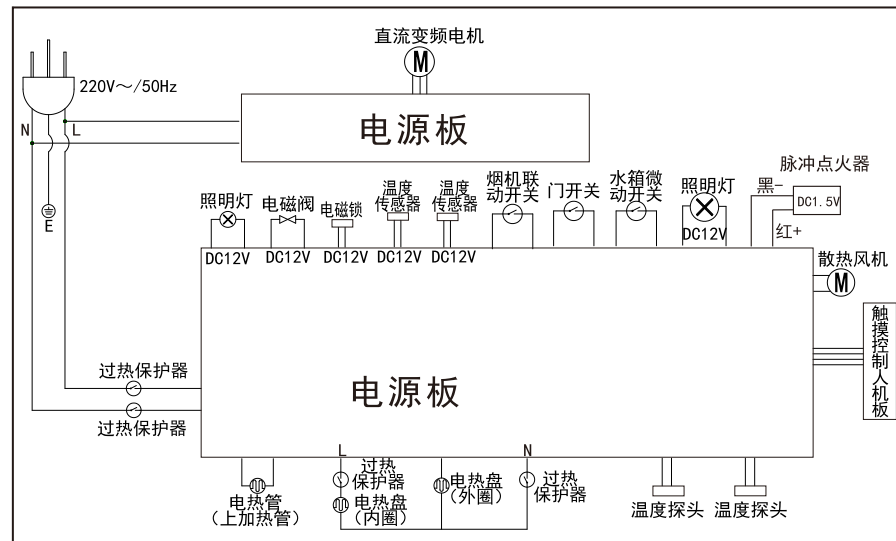 直流变频电机
M
220V～/50Hz
电源板
N
L
E
照明灯
DC12V
电磁阀
DC12V
电磁锁
DC12V
温度
传感器
DC12V
温度
传感器
DC12V
烟机联
动开关
门开关
水箱微
动开关
照明灯
DC12V
脉冲点火器
黑-
DC1.5V
红+
散热风机
M
触摸控制人机板
过热保护器
过热保护器
电源板
L
N
电热管
（上加热管）
过热
保护器
电热盘
（内圈）
电热盘
（外圈）
过热
保护器
温度探头
温度探头